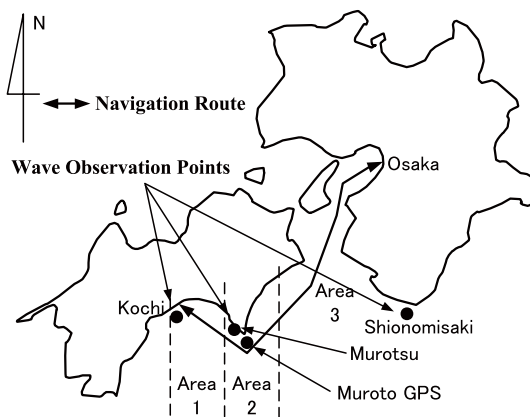 N
Navigation Route
Wave Observation Points
Osaka
Kochi
Area
3
Shionomisaki
Murotsu
Area
1
Area
2
Muroto GPS